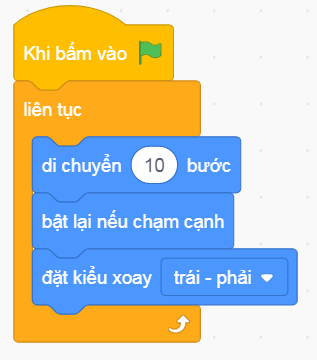 Khi bấm vào
liên tục
di chuyển 10 bước
bật lại nếu chạm cạnh
đặt kiểu xoay trái - phải